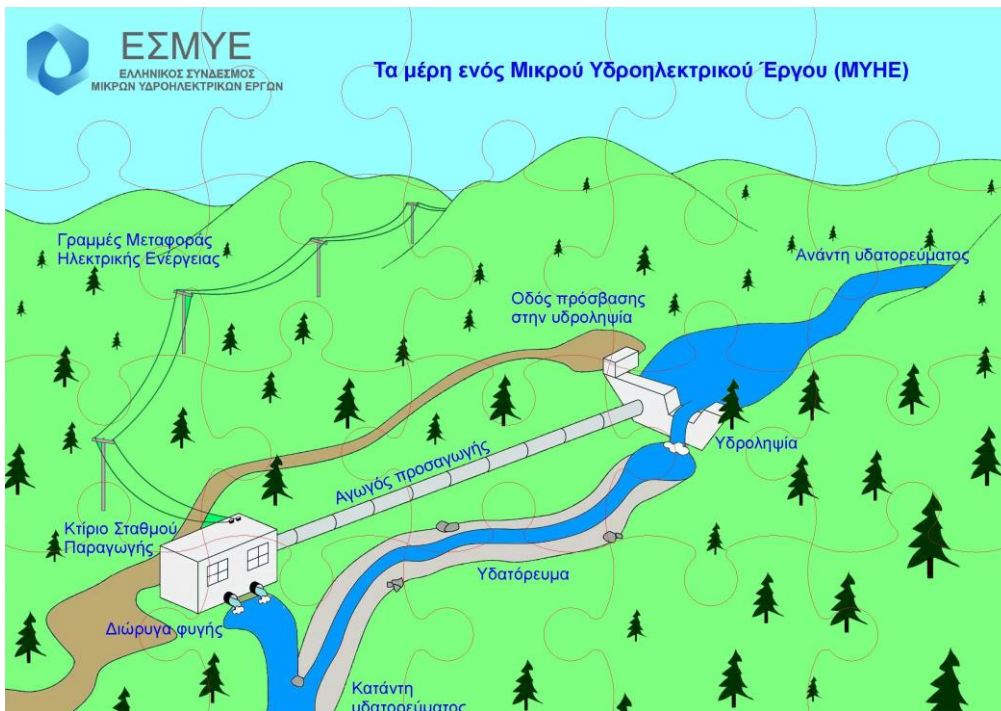 ΕΣΜΥΕ
ΕΛΛΗΝΙΚΟΣ ΣΥΝΔΕΣΜΟΣ
ΜΙΚΡΩΝ ΥΔΡΟΗΛΕΚΤΡΙΚΩΝ ΕΡΓΩΝ
Τα μέρη ενός Μικρού Υδροηλεκτρικού Έργου (ΜΥΗΕ)
Γραμμές Μεταφοράς
Ηλεκτρικής Ενέργειας
Ανάντη υδατορεύματος
Οδός πρόσβασης
στην υδροληψία
Υδροληψία
Αγωγός προσαγωγής
Κτίριο Σταθμού
Παραγωγής
Υδατόρευμα
Διώρυγα φυγής
Κατάντη
υδατορεύματος